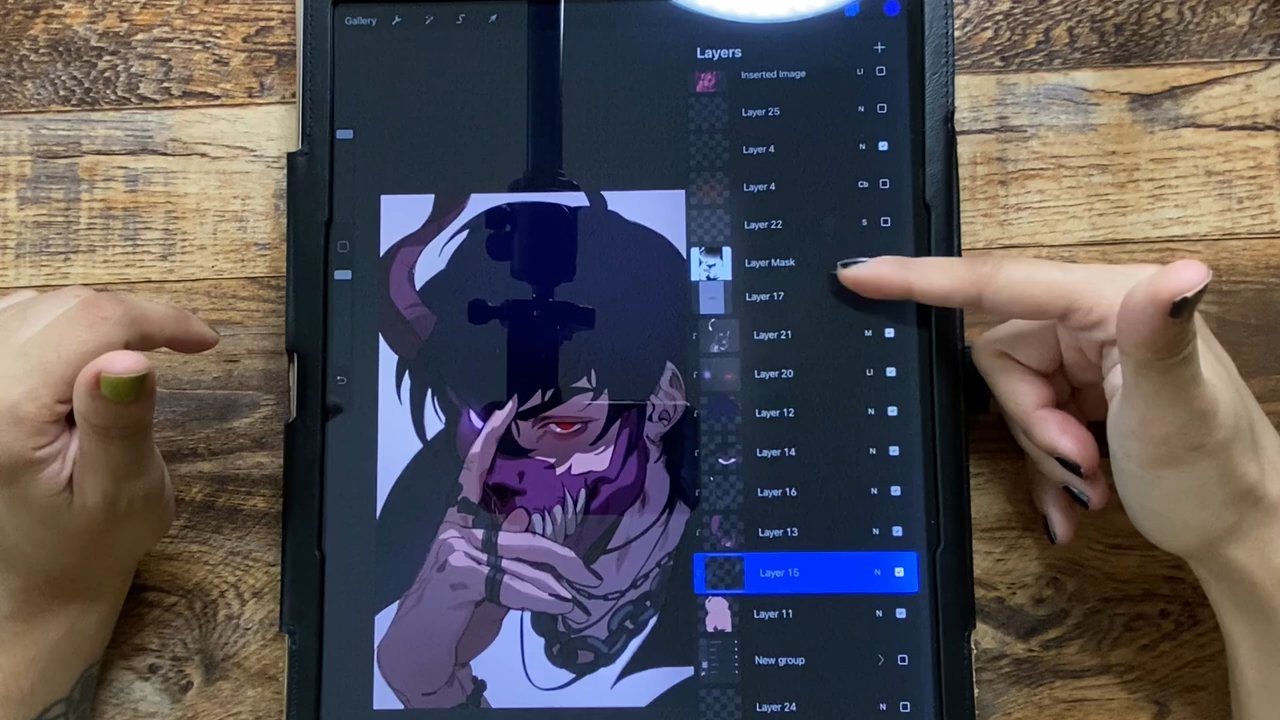 Gallery
Layers
Inserted Image
Layer 25 N
Layer 4 N
Layer 4 Cb
Layer 22 S
Layer Mask
Layer 17
Layer 21 M
Layer 20
Layer 12 N
Layer 14 N
Layer 16 N
Layer 13 N
Layer 15 N
Layer 11 N
New group
Layer 24 N